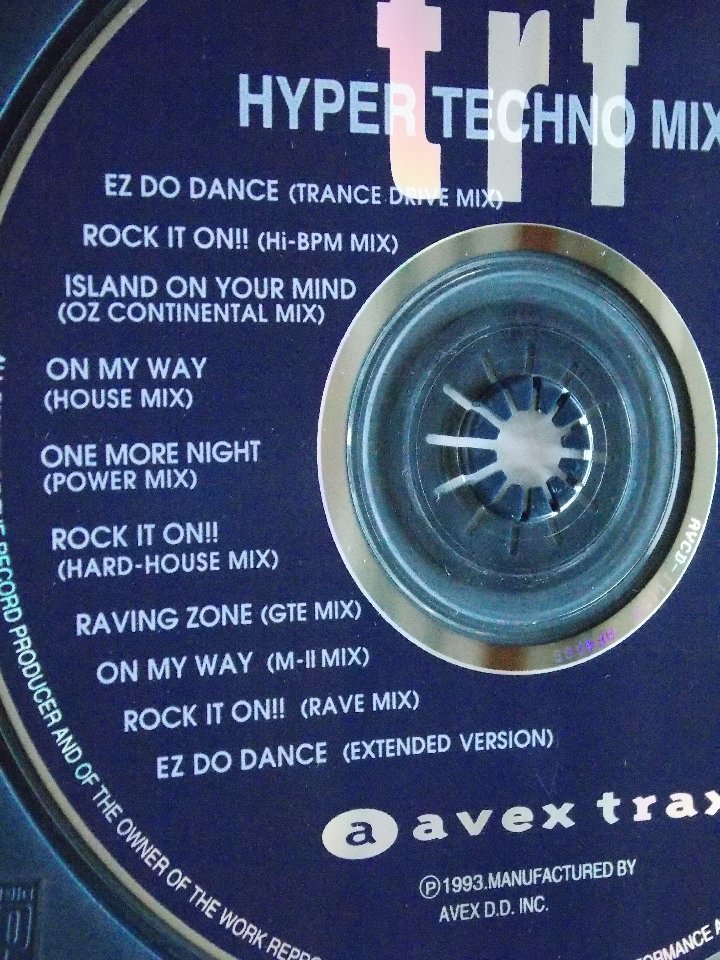 trf
HYPER TECHNO MIX
EZ DO DANCE (TRANCE DRIVE MIX)
ROCK IT ON!! (Hi-BPM MIX)
ISLAND ON YOUR MIND
(OZ CONTINENTAL MIX)
ON MY WAY
(HOUSE MIX)
ONE MORE NIGHT
(POWER MIX)
ROCK IT ON!!
(HARD-HOUSE MIX)
RAVING ZONE (GTE MIX)
ON MY WAY (M-II MIX)
ROCK IT ON!! (RAVE MIX)
EZ DO DANCE (EXTENDED VERSION)
a avex trax
Ⓟ1993.MANUFACTURED BY
AVEX D.D. INC.
RECORD PRODUCER AND OF THE OWNER OF THE WORK REPRO
AVCD-